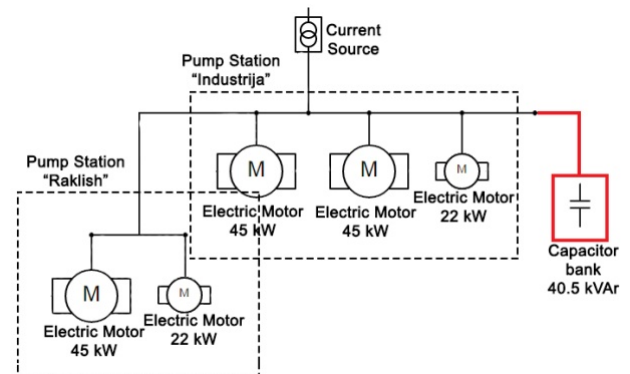 Current
Source
Pump Station
“Industrija”
M
M
M
Electric Motor
45 kW
Electric Motor
45 kW
Electric Motor
22 kW
Capacitor
bank
40.5 kVAr
Pump Station
“Raklish”
M
M
Electric Motor
45 kW
Electric Motor
22 kW